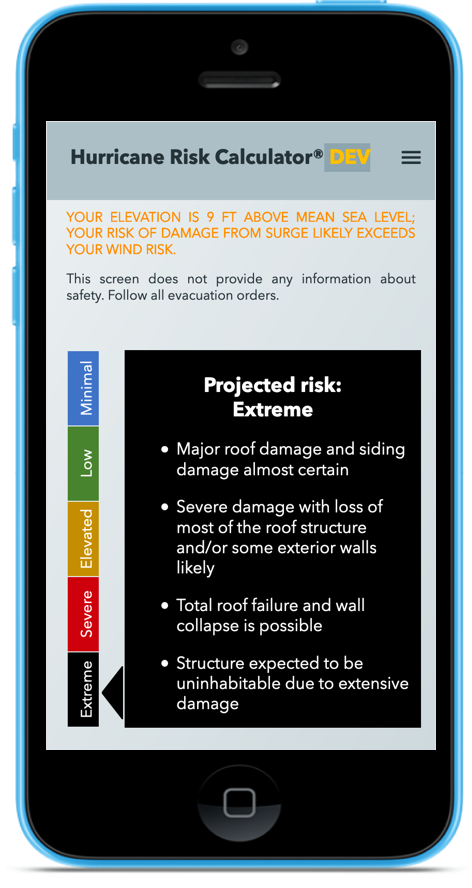 Hurricane Risk Calculator® DEV
YOUR ELEVATION IS 9 FT ABOVE MEAN SEA LEVEL;
YOUR RISK OF DAMAGE FROM SURGE LIKELY EXCEEDS
YOUR WIND RISK.
This screen does not provide any information about
safety. Follow all evacuation orders.
Minimal
Low
Elevated
Severe
Extreme
Projected risk:
Extreme
• Major roof damage and siding
damage almost certain
• Severe damage with loss of
most of the roof structure
and/or some exterior walls
likely
• Total roof failure and wall
collapse is possible
• Structure expected to be
uninhabitable due to extensive
damage